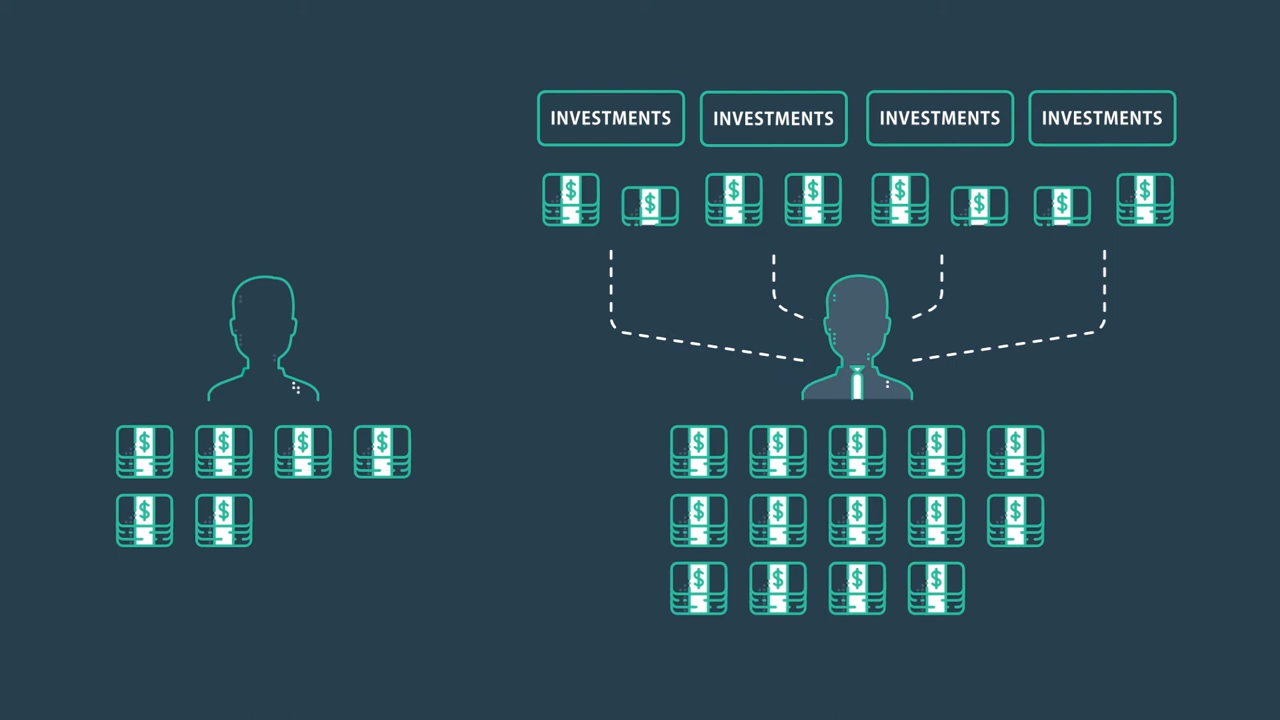 INVESTMENTS INVESTMENTS INVESTMENTS INVESTMENTS
$ $ $ $ $ $ $ $
$ $ $ $ $ $ $ $ $
$ $ $ $ $ $ $
$ $ $ $